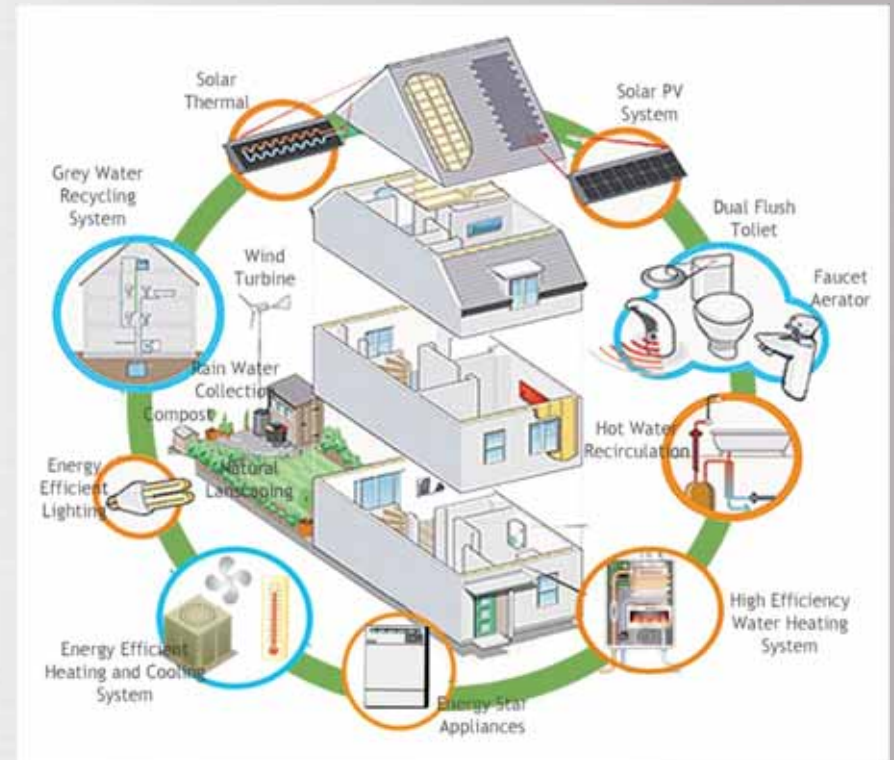 Solar
Thermal
Solar PV
System
Grey Water
Recycling
System
Dual Flush
Toliet
Wind
Turbine
Faucet
Aerator
Rain Water
Collection
Compost
Hot Water
Recirculation
Energy
Efficient
Lighting
Natural
Lanscaping
High Efficiency
Water Heating
System
Energy Efficient
Heating and Cooling
System
Energy Star
Appliances